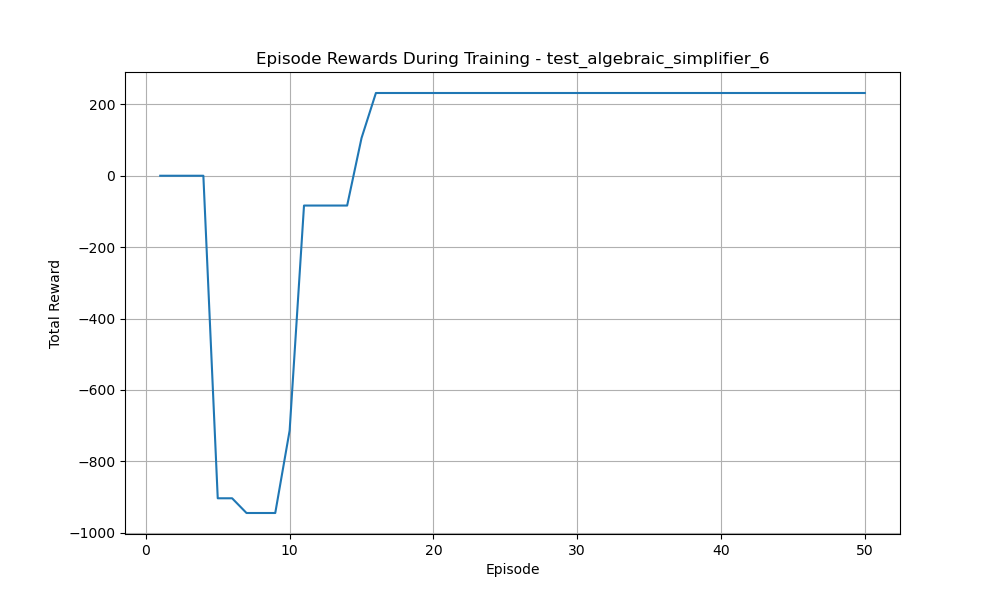 Episode Rewards During Training - test_algebraic_simplifier_6
Total Reward
200
0
−200
−400
−600
−800
−1000
0 10 20 30 40 50
Episode